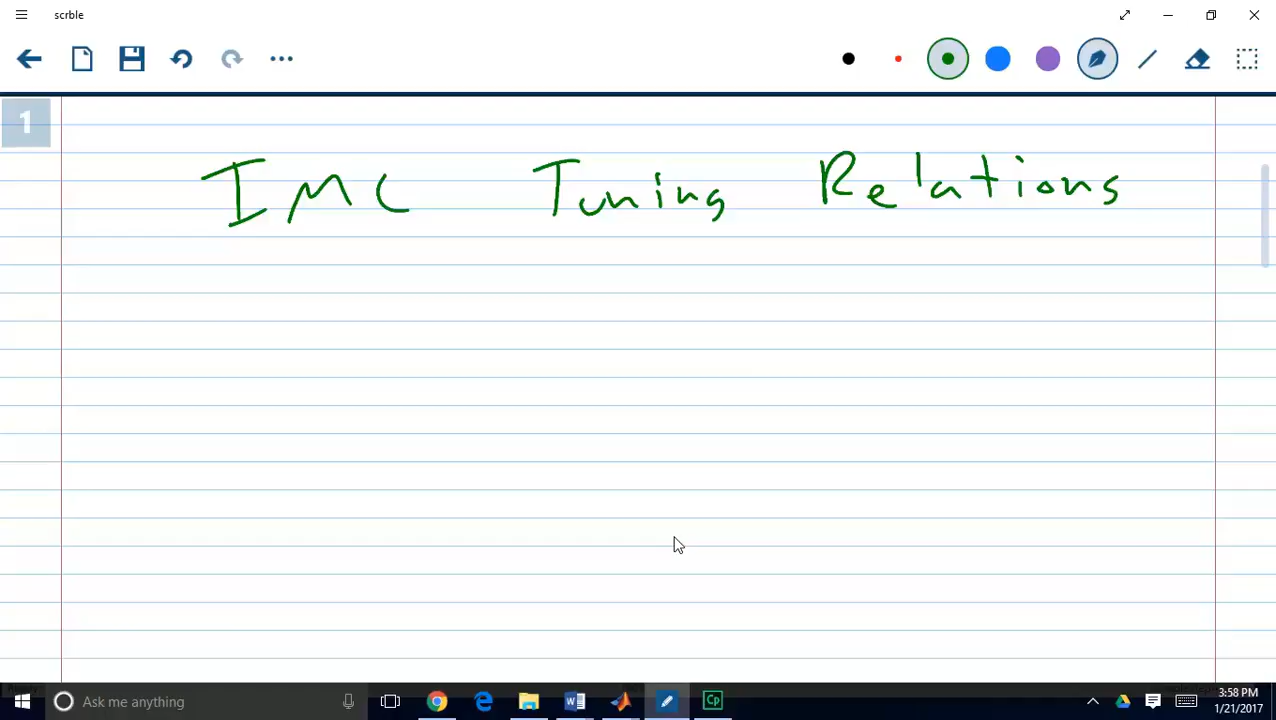 scrble
1
IMC Tuning Relations
Ask me anything
3:58 PM
1/21/2017